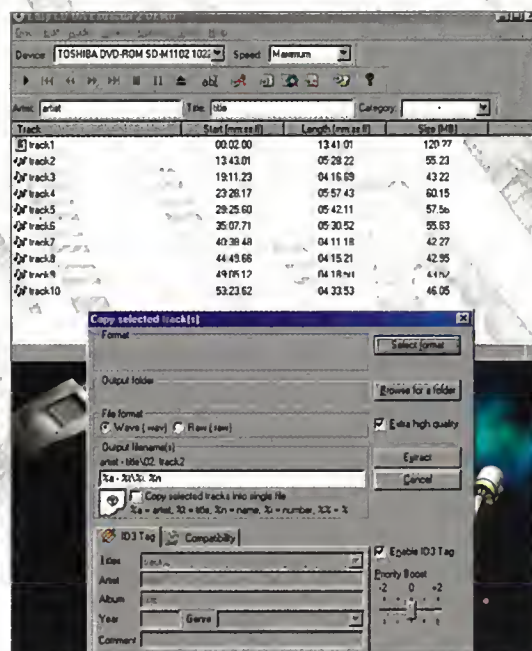 Device: TOSHIBA DVD-ROM SD-M1102 1022 Speed: Maximum
Artist: artist Title: title Category:
Track Start [mm:ss.ff] Length [mm:ss.ff] Size [MB]
track1 00:02.00 13:41.01 120.77
track2 13:43.01 05:28.22 55.23
track3 19:11.23 04:16.69 43.22
track4 23:28.17 05:57.43 60.15
track5 29:25.60 05:42.11 57.56
track6 35:07.71 05:30.52 55.63
track7 40:38.48 04:11.18 42.27
track8 44:49.66 04:15.21 42.95
track9 49:05.12
track10 53:23.62 04:33.53 46.05
Copy selected track(s)
Format
Select format
Output folder
Browse for a folder
File format
Wave (.wav) Raw (.raw)
Extra high quality
Output filename(s)
artist - title\02. track2
Extract
%a - %t\%i. %n
Cancel
Copy selected tracks into single file
%a = artist, %t = title, %n = name, %i = number, %% = %
ID3 Tag Compatibility
Enable ID3 Tag
Priority Boost
-2 0 +2
Artist
Album
Year Genre
Comment